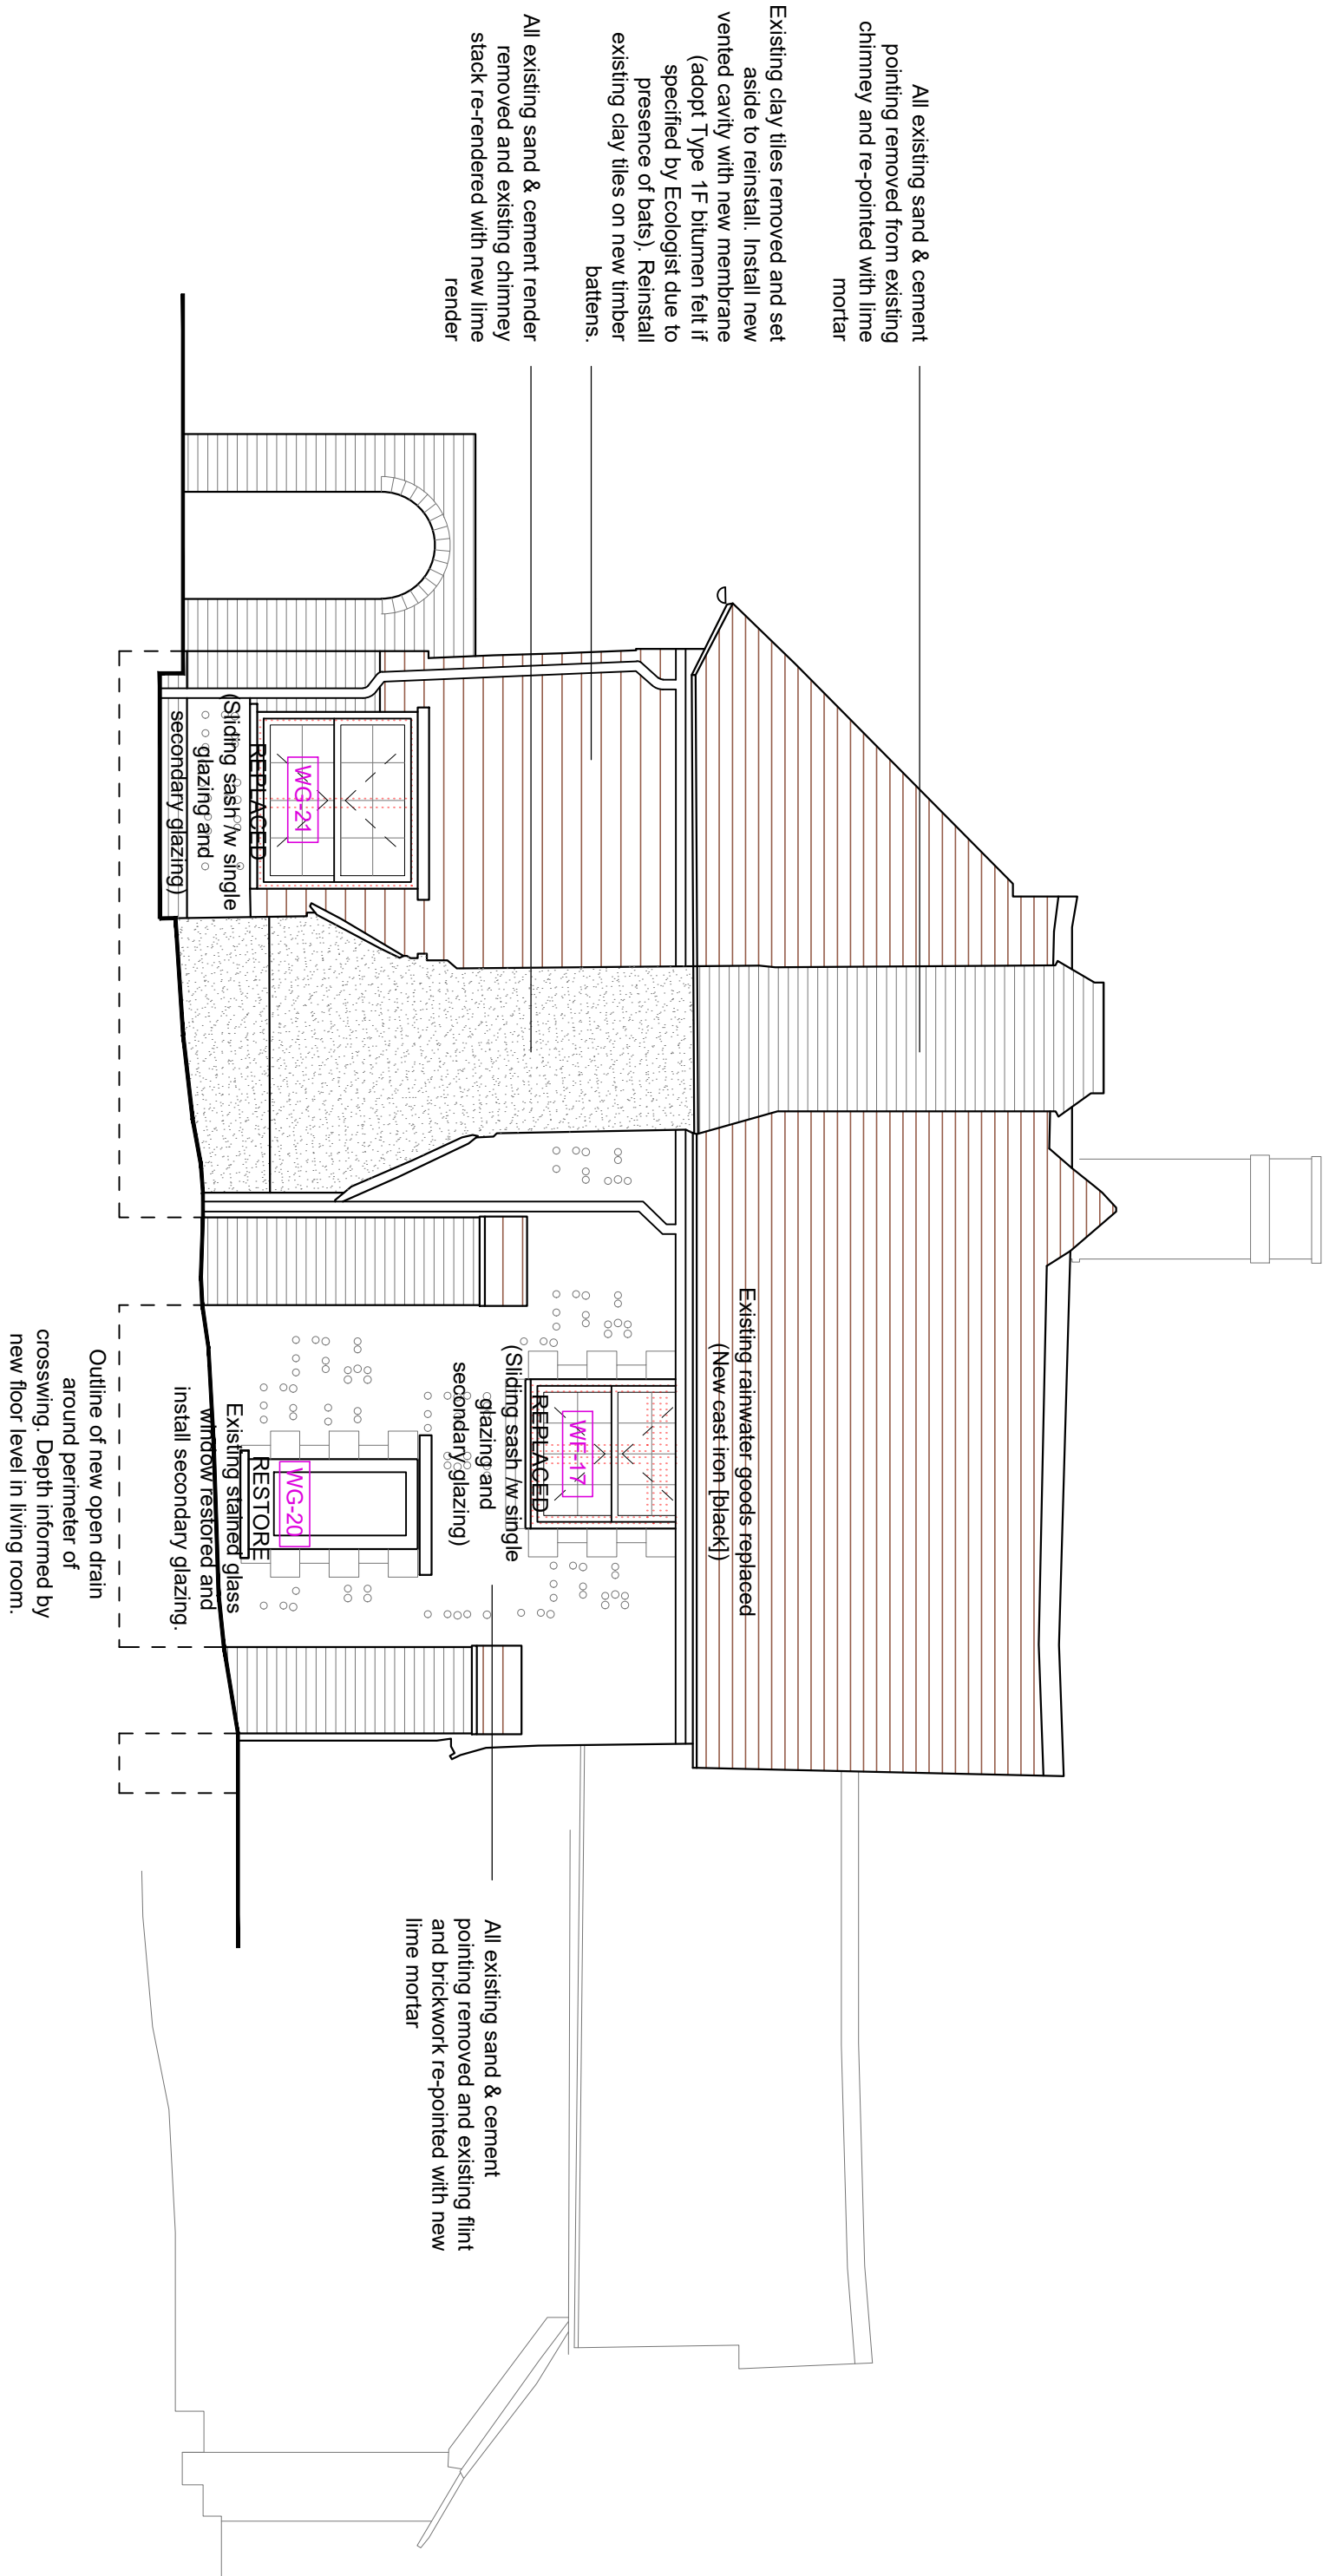 All existing sand & cement
pointing removed from existing
chimney and re-pointed with lime
mortar
Existing clay tiles removed and set
aside to reinstall. Install new
vented cavity with new membrane
(adopt Type 1F bitumen felt if
specified by Ecologist due to
presence of bats). Reinstall
existing clay tiles on new timber
battens.
All existing sand & cement render
removed and existing chimney
stack re-rendered with new lime
render
WG-21
REPLACED
(Sliding sash /w single
glazing and
secondary glazing)
Existing rainwater goods replaced
(New cast iron [black])
WF-17
REPLACED
(Sliding sash /w single
glazing and
secondary glazing)
WG-20
RESTORE
Existing stained glass
window restored and
install secondary glazing.
Outline of new open drain
around perimeter of
crosswing. Depth informed by
new floor level in living room.
All existing sand & cement
pointing removed and existing flint
and brickwork re-pointed with new
lime mortar